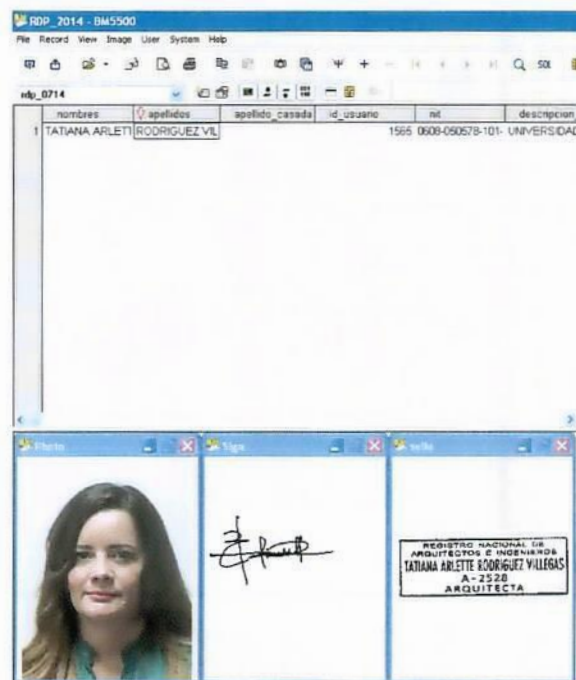 RDP_2014 - BM5500
File Record View Image User System Help
SQL
rdp_0714
nombres apellidos apellido_casada id_usuario nit descripcion
1 TATIANA ARLETT RODRIGUEZ VIL 1565 0608-050578-101- UNIVERSIDAD
Photo Sign sello
REGISTRO NACIONAL DE
ARQUITECTOS E INGENIEROS
TATIANA ARLETTE RODRIGUEZ VILLEGAS
A-2528
ARQUITECTA